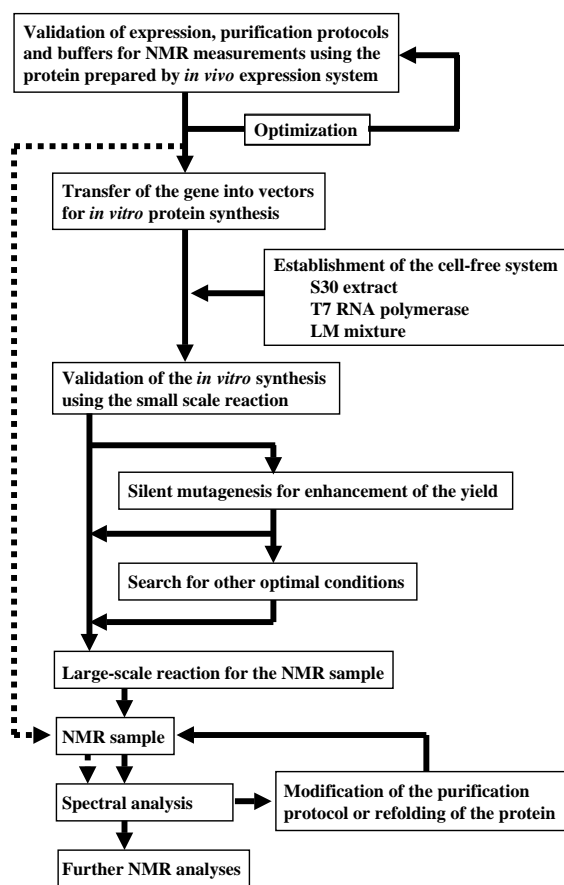 Validation of expression, purification protocols
and buffers for NMR measurements using the
protein prepared by in vivo expression system
Optimization
Transfer of the gene into vectors
for in vitro protein synthesis
Establishment of the cell-free system
S30 extract
T7 RNA polymerase
LM mixture
Validation of the in vitro synthesis
using the small scale reaction
Silent mutagenesis for enhancement of the yield
Search for other optimal conditions
Large-scale reaction for the NMR sample
NMR sample
Spectral analysis
Modification of the purification
protocol or refolding of the protein
Further NMR analyses